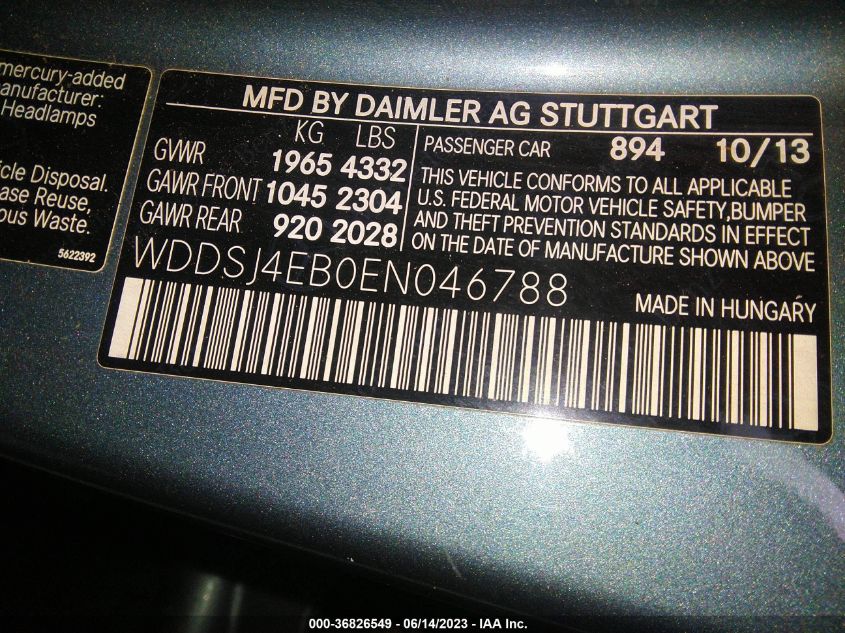 mercury-added
anufacturer:
Headlamps
icle Disposal.
ease Reuse,
ous Waste.
5622392
MFD BY DAIMLER AG STUTTGART
KG LBS
GVWR 1965 4332
GAWR FRONT 1045 2304
GAWR REAR 920 2028
PASSENGER CAR 894 10/13
THIS VEHICLE CONFORMS TO ALL APPLICABLE
U.S. FEDERAL MOTOR VEHICLE SAFETY,BUMPER
AND THEFT PREVENTION STANDARDS IN EFFECT
ON THE DATE OF MANUFACTURE SHOWN ABOVE
WDDSJ4EB0EN046788
MADE IN HUNGARY
000-36826549 - 06/14/2023 - IAA Inc.